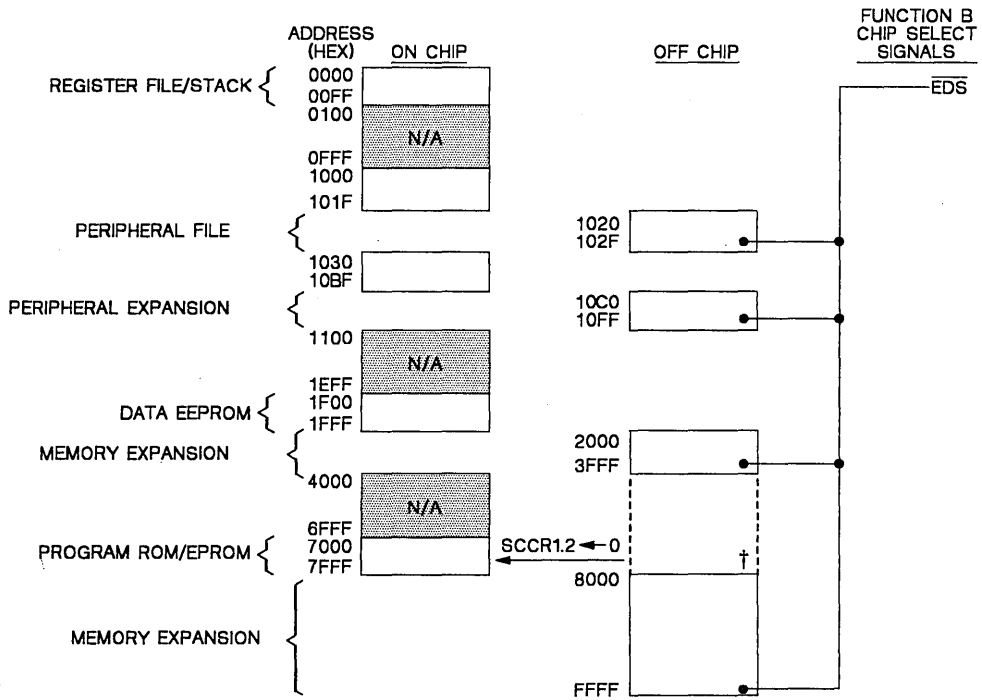 FUNCTION B
CHIP SELECT
SIGNALS
ADDRESS
(HEX)
ON CHIP
OFF CHIP
EDS
REGISTER FILE/STACK
0000
00FF
0100
N/A
0FFF
1000
101F
PERIPHERAL FILE
1020
102F
1030
10BF
PERIPHERAL EXPANSION
10C0
10FF
1100
N/A
1EFF
DATA EEPROM
1F00
1FFF
MEMORY EXPANSION
2000
3FFF
4000
N/A
6FFF
PROGRAM ROM/EPROM
7000
7FFF
SCCR1.2 ← 0
†
8000
MEMORY EXPANSION
FFFF